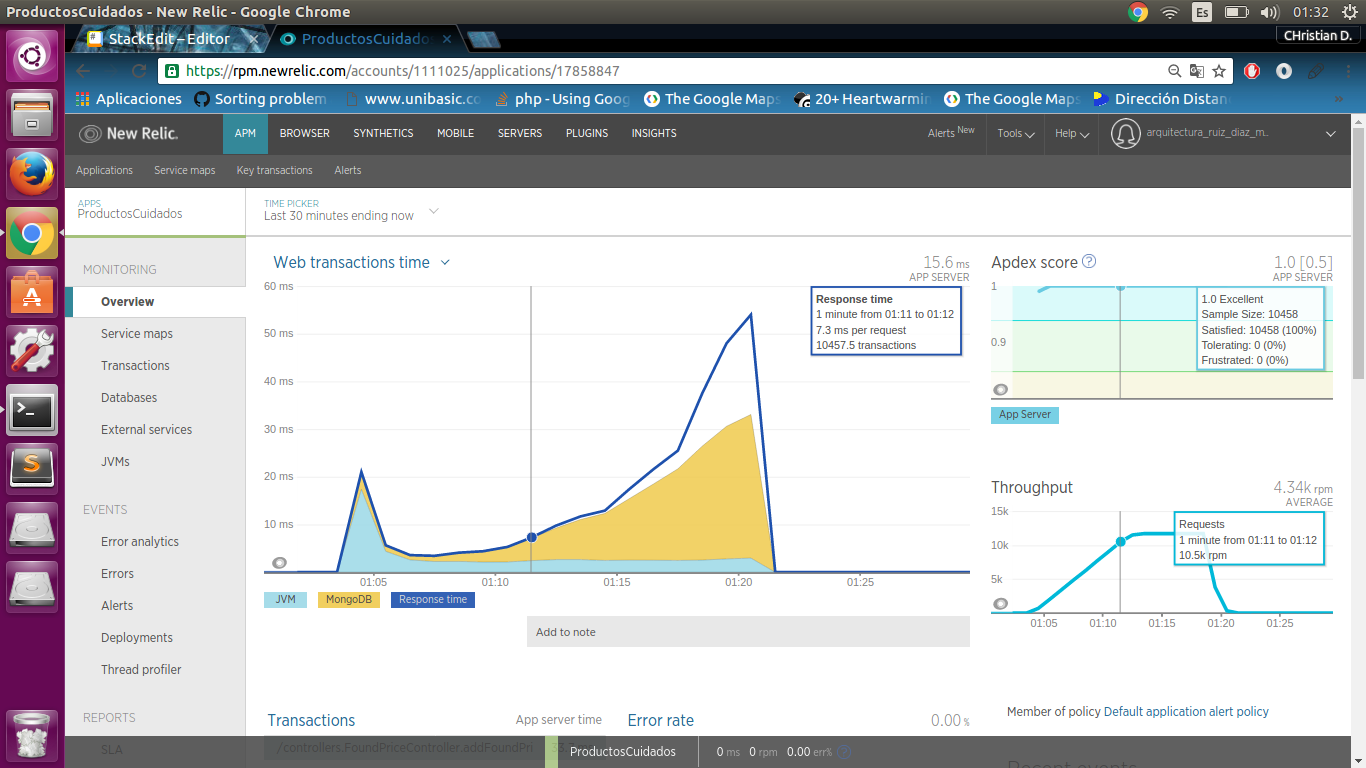 ProductosCuidados - New Relic - Google Chrome
Es
01:32
StackEdit – Editor
ProductosCuidado
CHristian D.
https://rpm.newrelic.com/accounts/1111025/applications/17858847
Aplicaciones
Sorting problem
www.unibasic.co
php - Using Goog
The Google Maps
20+ Heartwarmin
The Google Maps
Dirección Distanc
New Relic.
APM
BROWSER
SYNTHETICS
MOBILE
SERVERS
PLUGINS
INSIGHTS
Alerts New
Tools
Help
arquitectura_ruiz_diaz_m...
Applications
Service maps
Key transactions
Alerts
APPS
ProductosCuidados
TIME PICKER
Last 30 minutes ending now
MONITORING
Overview
Service maps
Transactions
Databases
External services
JVMs
EVENTS
Error analytics
Errors
Alerts
Deployments
Thread profiler
REPORTS
SLA
Web transactions time
15.6 ms
APP SERVER
60 ms
50 ms
40 ms
30 ms
20 ms
10 ms
Response time
1 minute from 01:11 to 01:12
7.3 ms per request
10457.5 transactions
01:05
01:10
01:15
01:20
01:25
JVM
MongoDB
Response time
Add to note
Apdex score
1.0 [0.5]
APP SERVER
1
0.9
1.0 Excellent
Sample Size: 10458
Satisfied: 10458 (100%)
Tolerating: 0 (0%)
Frustrated: 0 (0%)
App Server
Throughput
4.34k rpm
AVERAGE
15k
10k
5k
Requests
1 minute from 01:11 to 01:12
10.5k rpm
01:05
01:10
01:15
01:20
01:25
Transactions
App server time
/controllers.FoundPriceController.addFoundPri
Error rate
0.00 %
Member of policy Default application alert policy
Recent events
ProductosCuidados
0 ms
0 rpm
0.00 err%